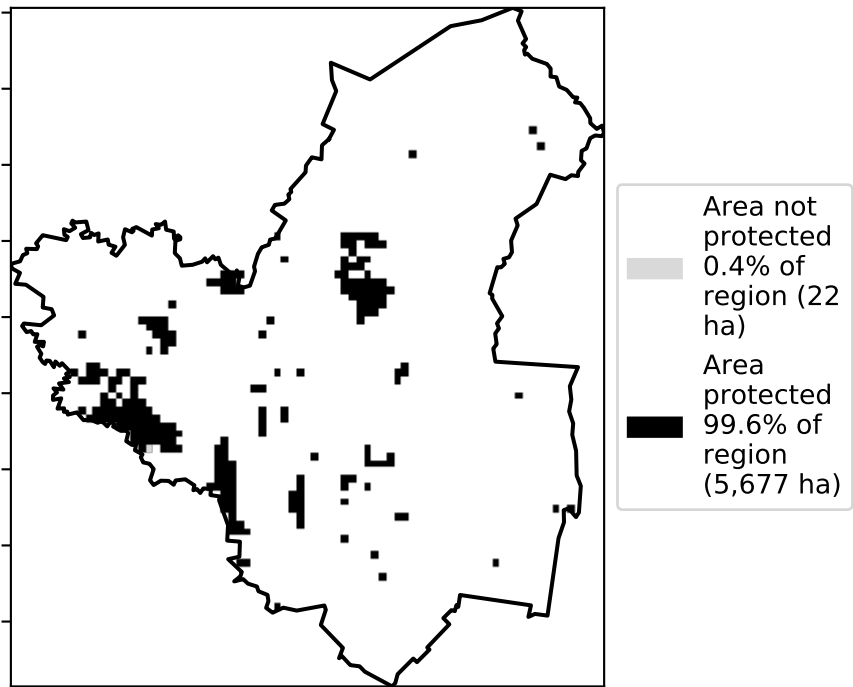 Area not
protected
0.4% of
region (22
ha)
Area
protected
99.6% of
region
(5,677 ha)